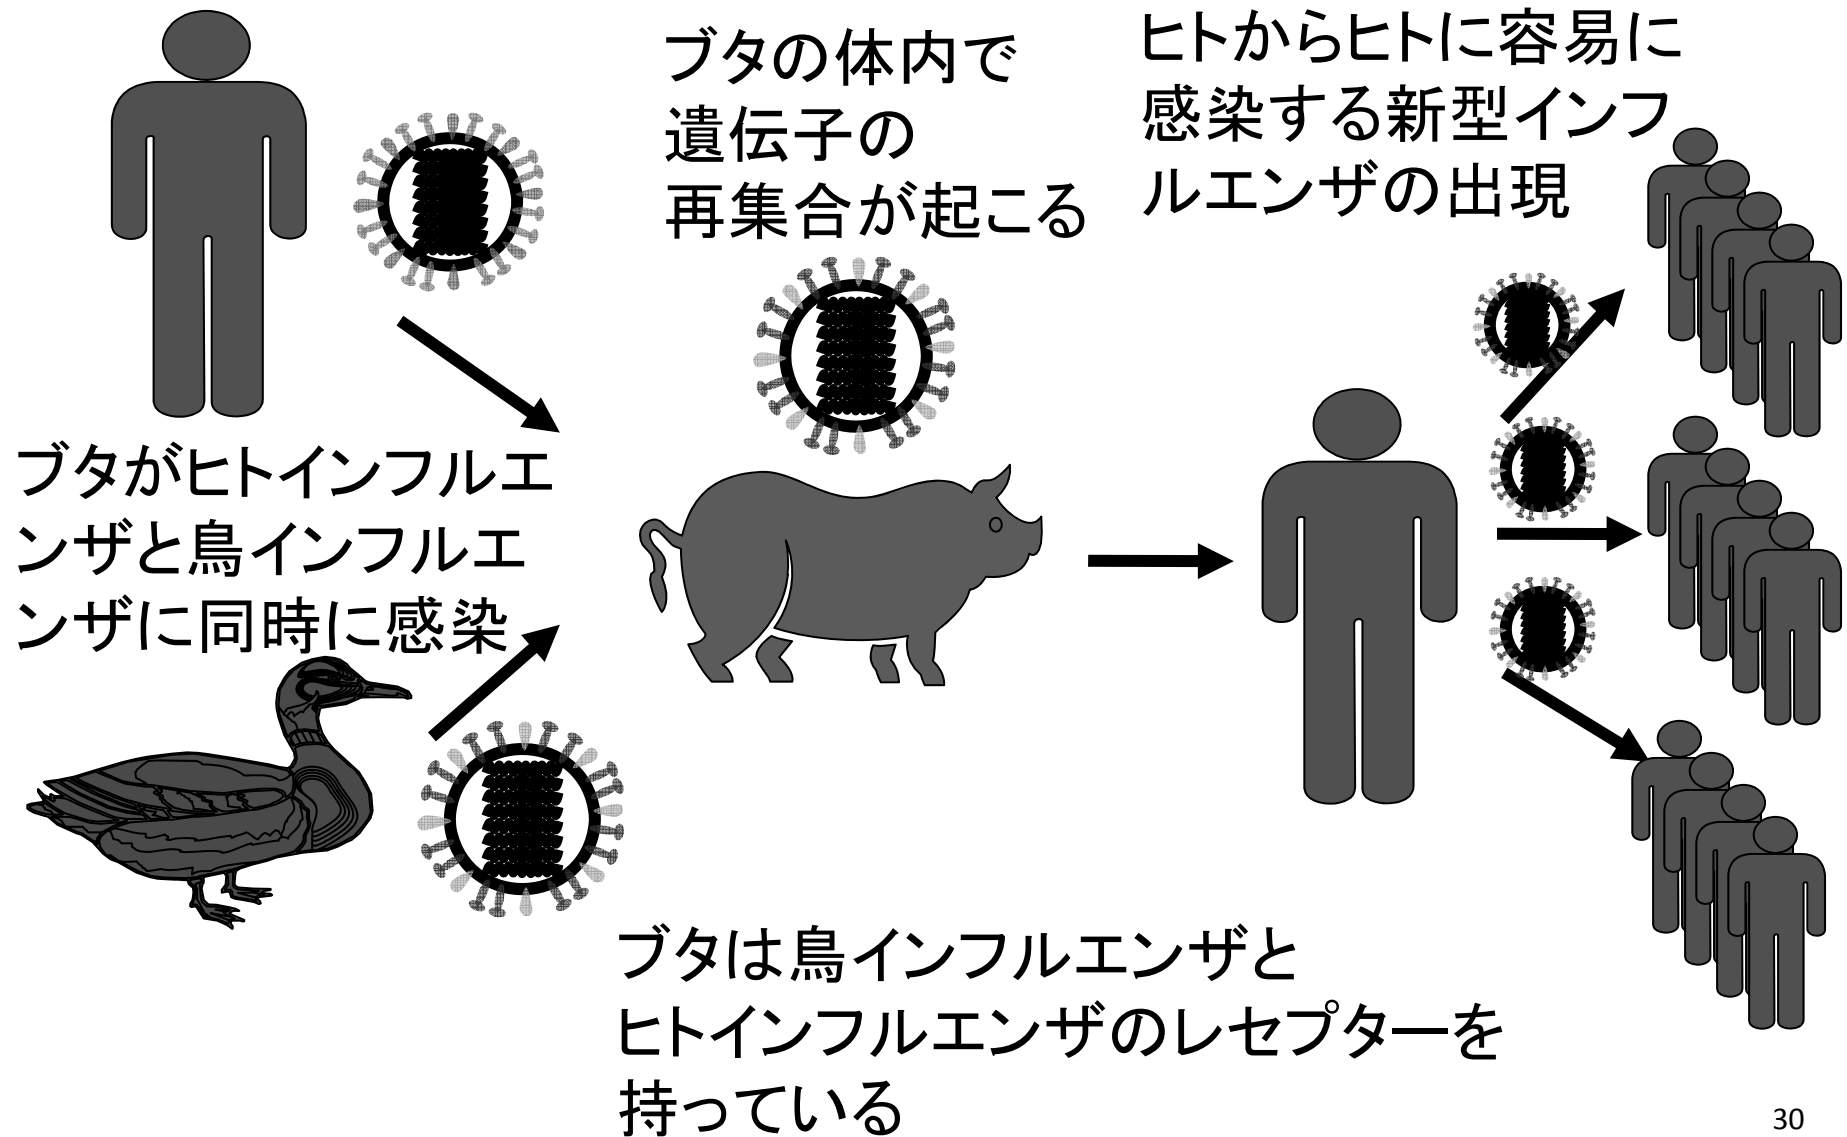 ブタの体内で
遺伝子の
再集合が起こる
ヒトからヒトに容易に
感染する新型インフ
ルエンザの出現
ブタがヒトインフルエ
ンザと鳥インフルエ
ンザに同時に感染
ブタは鳥インフルエンザと
ヒトインフルエンザのレセプターを
持っている
30